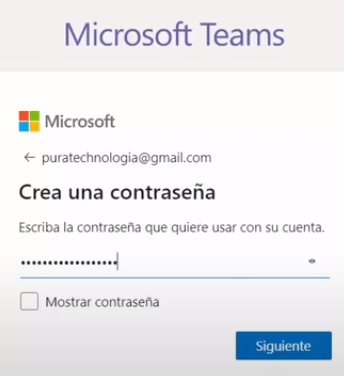 Microsoft Teams
Microsoft
← puratechnologia@gmail.com
Crea una contraseña
Escriba la contraseña que quiere usar con su cuenta.
••••••••••••••••••
Mostrar contraseña
Siguiente